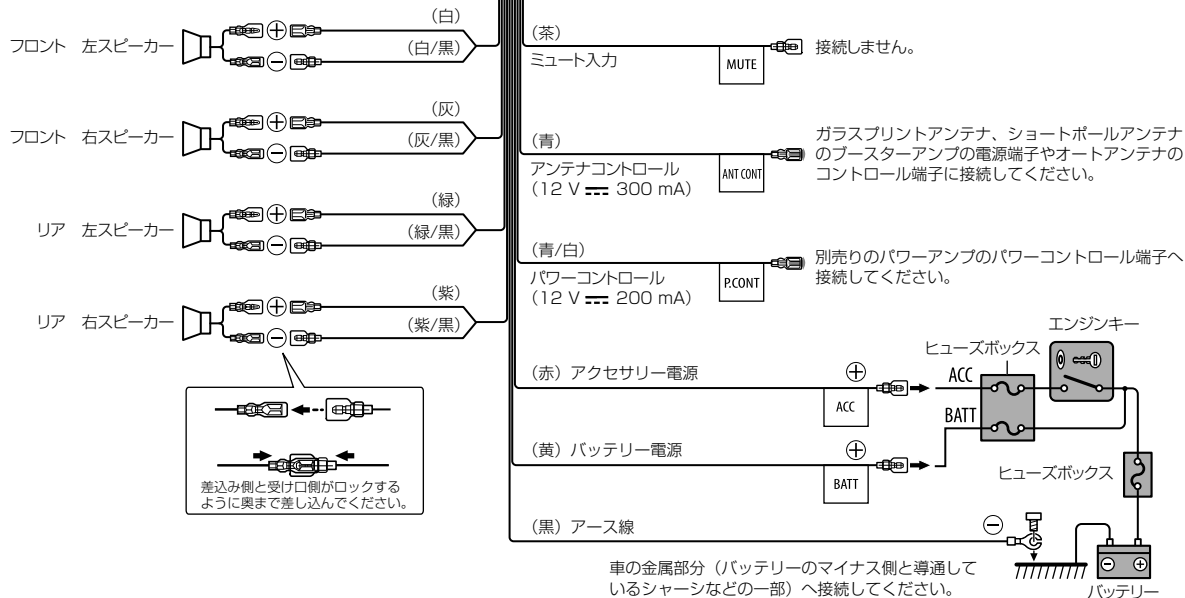 フロント 左スピーカー
⊕
⊖
（白）
（白/黒）
フロント 右スピーカー
⊕
⊖
（灰）
（灰/黒）
リア 左スピーカー
⊕
⊖
（緑）
（緑/黒）
リア 右スピーカー
⊕
⊖
（紫）
（紫/黒）
差込み側と受け口側がロックする
ように奥まで差し込んでください。
（茶）
ミュート入力
MUTE
接続しません。
（青）
アンテナコントロール
（12 V ⎓ 300 mA）
ANT CONT
ガラスプリントアンテナ、ショートポールアンテナ
のブースターアンプの電源端子やオートアンテナの
コントロール端子に接続してください。
（青/白）
パワーコントロール
（12 V ⎓ 200 mA）
P.CONT
別売りのパワーアンプのパワーコントロール端子へ
接続してください。
エンジンキー
ヒューズボックス
（赤）アクセサリー電源
⊕
ACC
ACC
BATT
（黄）バッテリー電源
⊕
BATT
ヒューズボックス
（黒）アース線
⊖
車の金属部分（バッテリーのマイナス側と導通して
いるシャーシなどの一部）へ接続してください。
⊖ ⊕
バッテリー